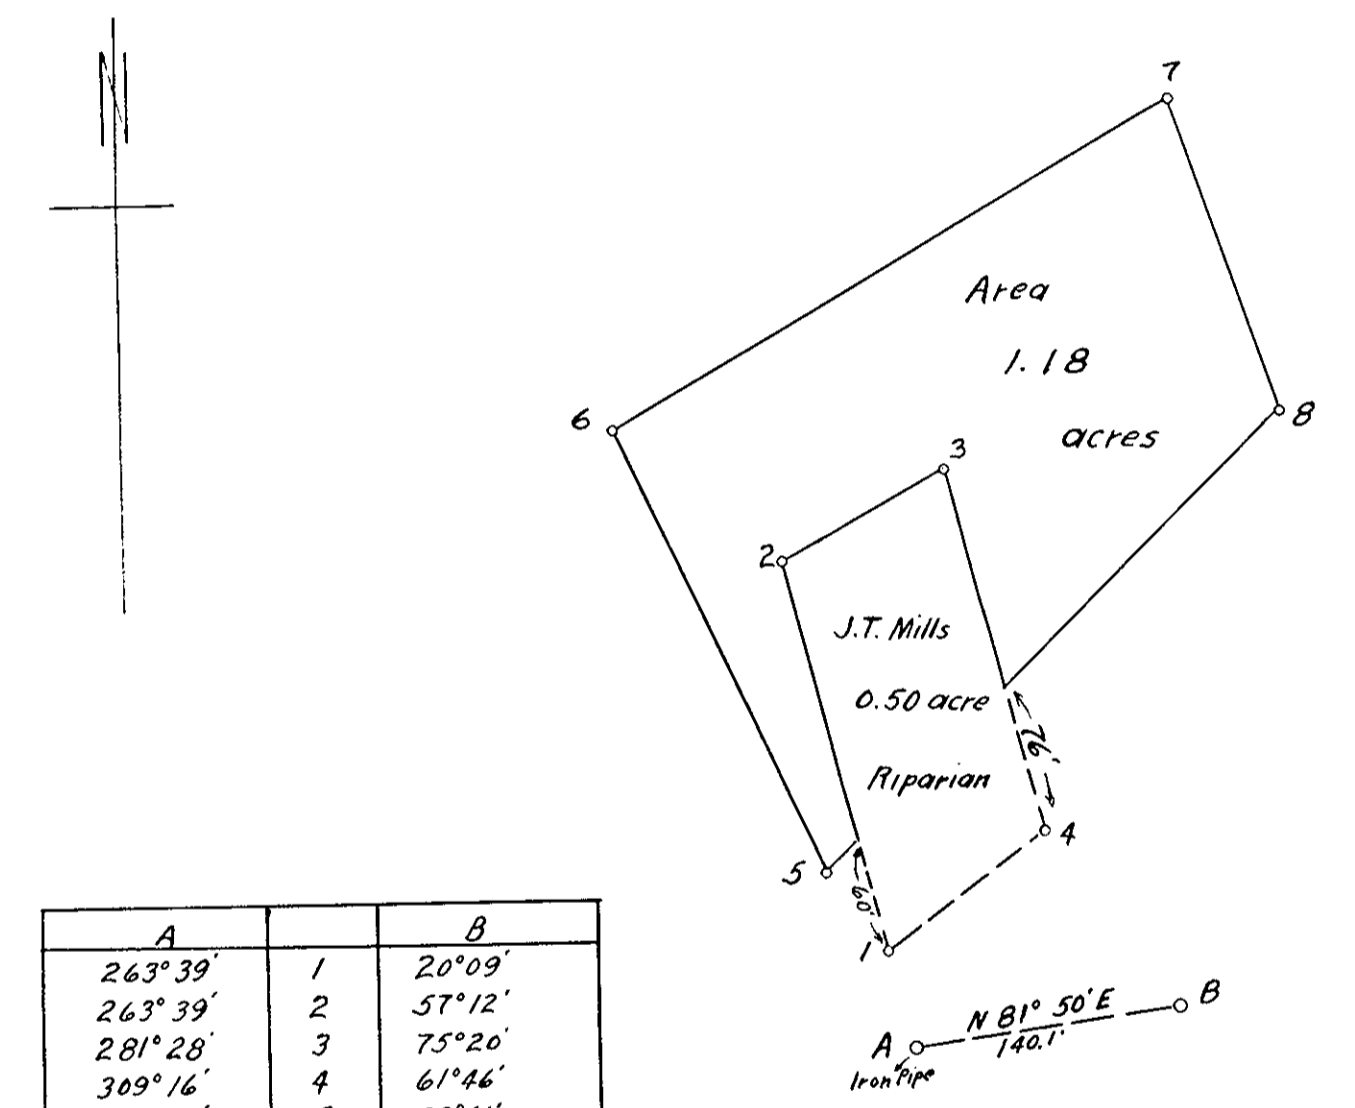 N
7
Area
1.18
acres
6
8
3
2
J.T. Mills
0.50 acre
Riparian
76'
4
5
60'
1
N 81° 50' E
140.1'
A
B
Iron Pipe
A B
263°39' 1 20°09'
263°39' 2 57°12'
281°28' 3 75°20'
309°16' 4 61°46'